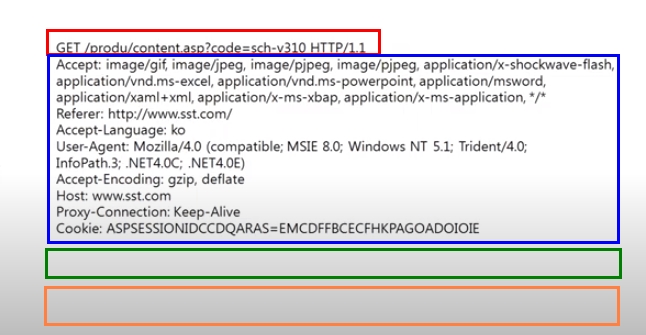 GET /produ/content.asp?code=sch-v310 HTTP/1.1
Accept: image/gif, image/jpeg, image/pjpeg, image/pjpeg, application/x-shockwave-flash,
application/vnd.ms-excel, application/vnd.ms-powerpoint, application/msword,
application/xaml+xml, application/x-ms-xbap, application/x-ms-application, */*
Referer: http://www.sst.com/
Accept-Language: ko
User-Agent: Mozilla/4.0 (compatible; MSIE 8.0; Windows NT 5.1; Trident/4.0;
InfoPath.3; .NET4.0C; .NET4.0E)
Accept-Encoding: gzip, deflate
Host: www.sst.com
Proxy-Connection: Keep-Alive
Cookie: ASPSESSIONIDCCDQARAS=EMCDFFBCECFHKPAGOADOIOIE